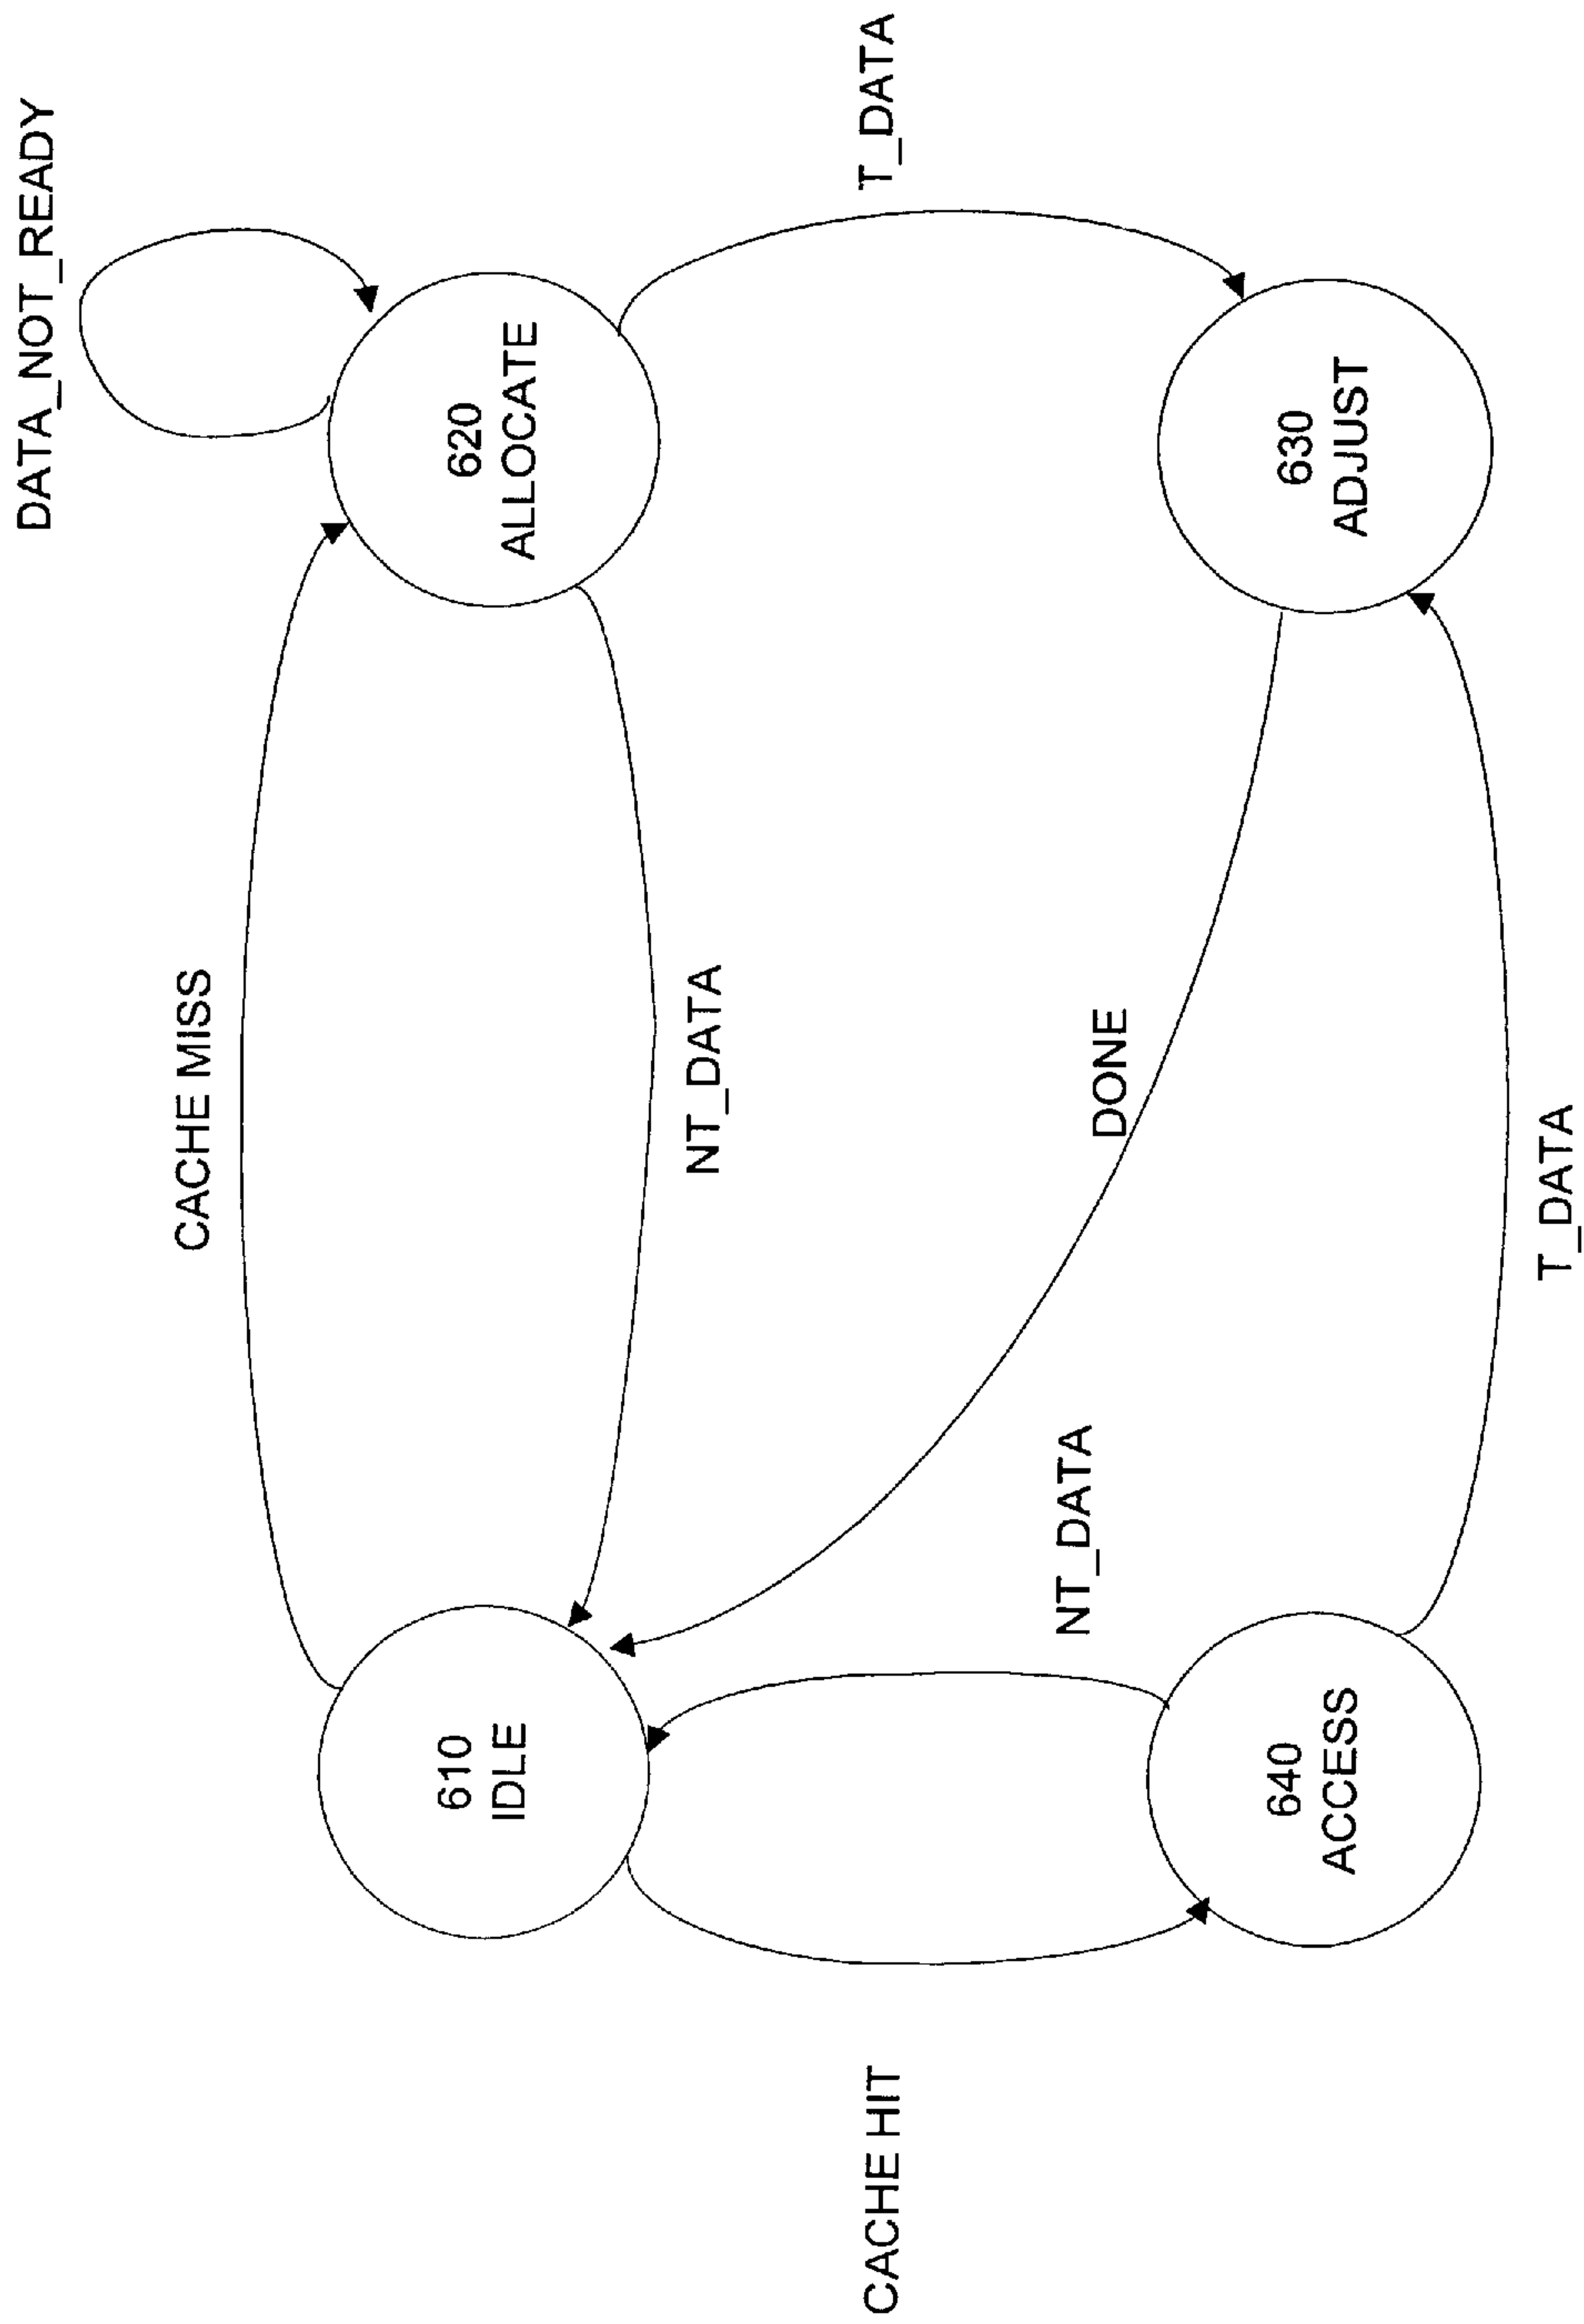 DATA_NOT_READY
CACHE MISS
610
IDLE
620
ALLOCATE
NT_DATA
CACHE HIT
T_DATA
NT_DATA
DONE
640
ACCESS
630
ADJUST
T_DATA